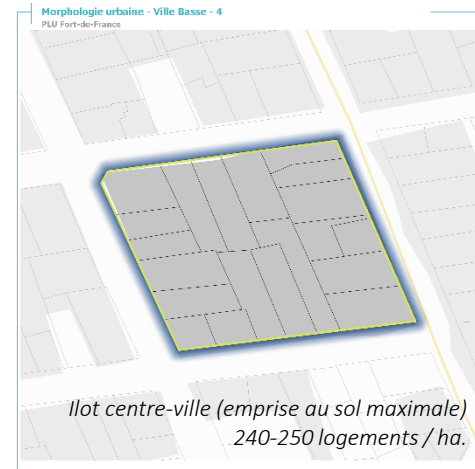 Morphologie urbaine - Ville Basse - 4
PLU Fort-de-France
Ilot centre-ville (emprise au sol maximale)
240-250 logements / ha.